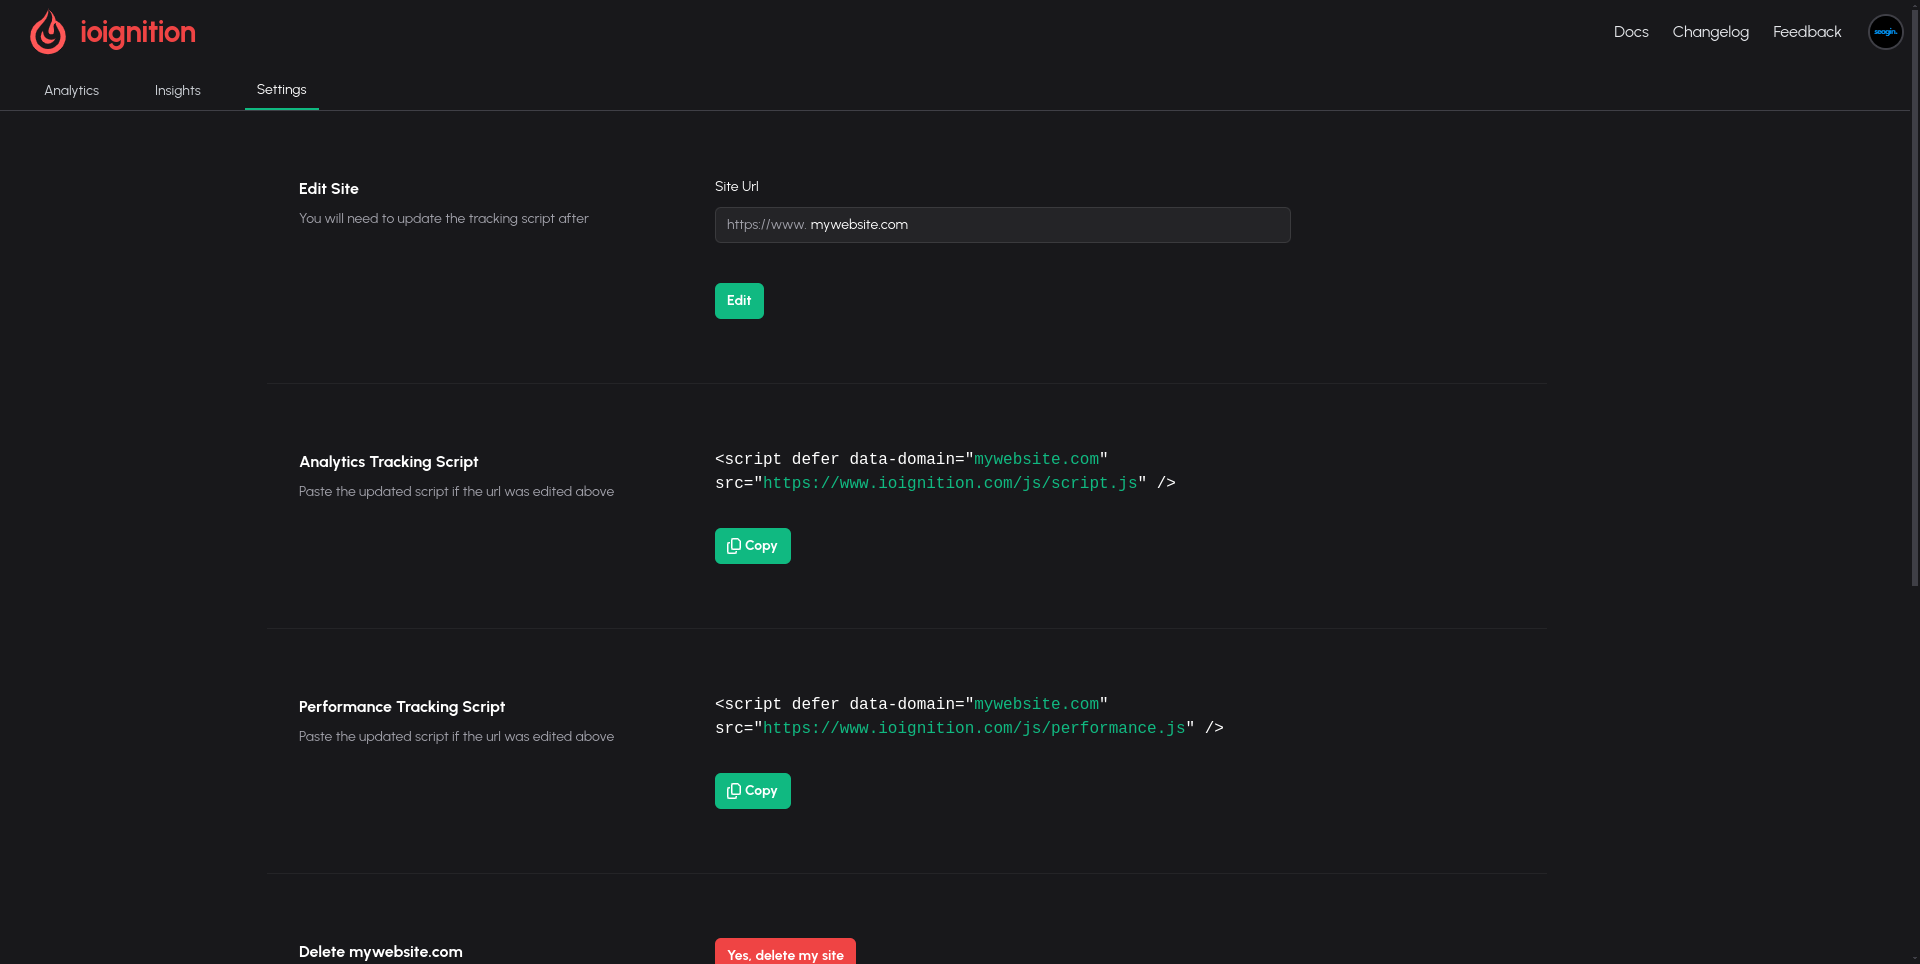 ioignition
Docs Changelog Feedback
seagin.
Analytics Insights Settings
Edit Site
You will need to update the tracking script after
Site Url
https://www. mywebsite.com
Edit
Analytics Tracking Script
Paste the updated script if the url was edited above
<script defer data-domain="mywebsite.com"
src="https://www.ioignition.com/js/script.js" />
Copy
Performance Tracking Script
Paste the updated script if the url was edited above
<script defer data-domain="mywebsite.com"
src="https://www.ioignition.com/js/performance.js" />
Copy
Delete mywebsite.com
Yes, delete my site